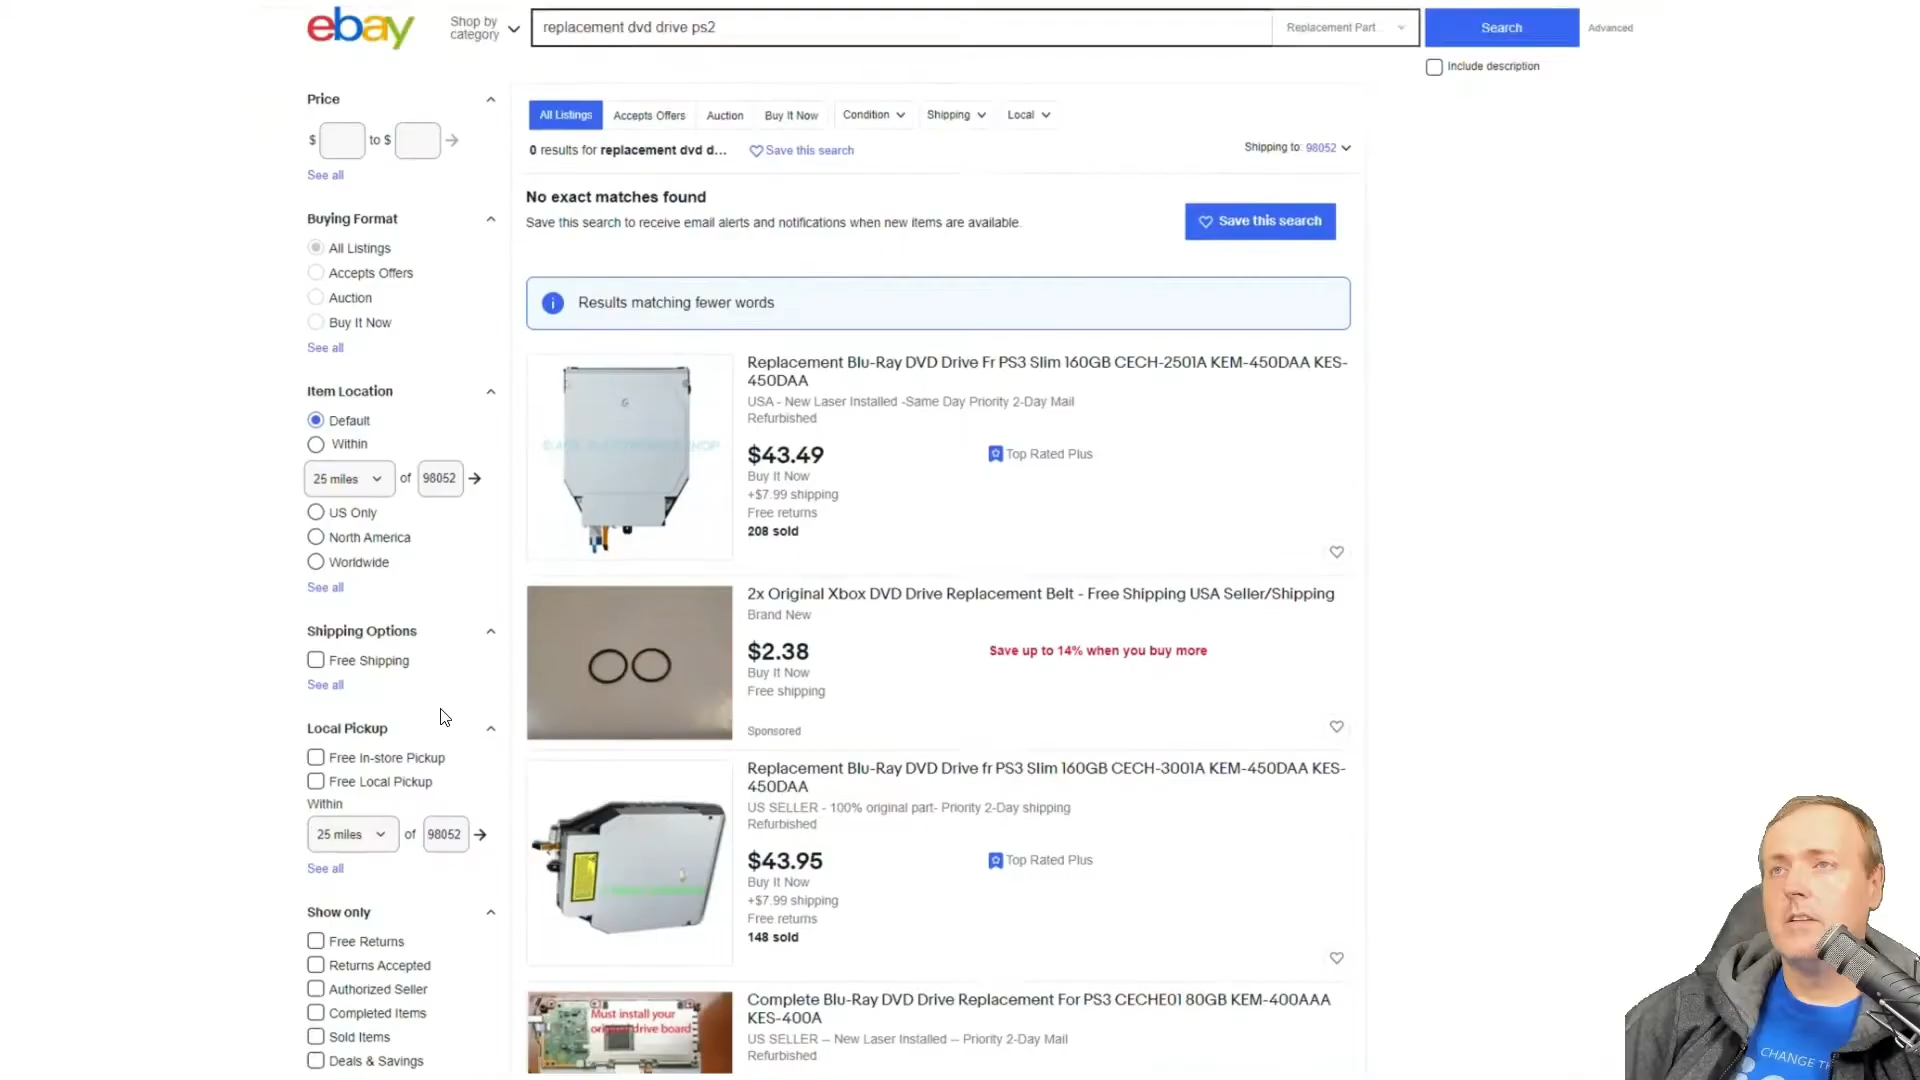 ebay
Shop by
category
replacement dvd drive ps2
Replacement Part
Search
Advanced
Include description
Price
$ to $
See all
Buying Format
All Listings
Accepts Offers
Auction
Buy It Now
See all
Item Location
Default
Within
25 miles of 98052
US Only
North America
Worldwide
See all
Shipping Options
Free Shipping
See all
Local Pickup
Free In-store Pickup
Free Local Pickup
Within
25 miles of 98052
See all
Show only
Free Returns
Returns Accepted
Authorized Seller
Completed Items
Sold Items
Deals & Savings
All Listings Accepts Offers Auction Buy It Now Condition Shipping Local
0 results for replacement dvd d... Save this search
Shipping to: 98052
No exact matches found
Save this search to receive email alerts and notifications when new items are available.
Save this search
Results matching fewer words
Replacement Blu-Ray DVD Drive Fr PS3 Slim 160GB CECH-2501A KEM-450DAA KES-
450DAA
USA - New Laser Installed -Same Day Priority 2-Day Mail
Refurbished
$43.49
Top Rated Plus
Buy It Now
+$7.99 shipping
Free returns
208 sold
2x Original Xbox DVD Drive Replacement Belt - Free Shipping USA Seller/Shipping
Brand New
$2.38
Save up to 14% when you buy more
Buy It Now
Free shipping
Sponsored
Replacement Blu-Ray DVD Drive fr PS3 Slim 160GB CECH-3001A KEM-450DAA KES-
450DAA
US SELLER - 100% original part- Priority 2-Day shipping
Refurbished
$43.95
Top Rated Plus
Buy It Now
+$7.99 shipping
Free returns
148 sold
Must install your
original drive board
Complete Blu-Ray DVD Drive Replacement For PS3 CECHE01 80GB KEM-400AAA
KES-400A
US SELLER -- New Laser Installed -- Priority 2-Day Mail
Refurbished
CHANGE